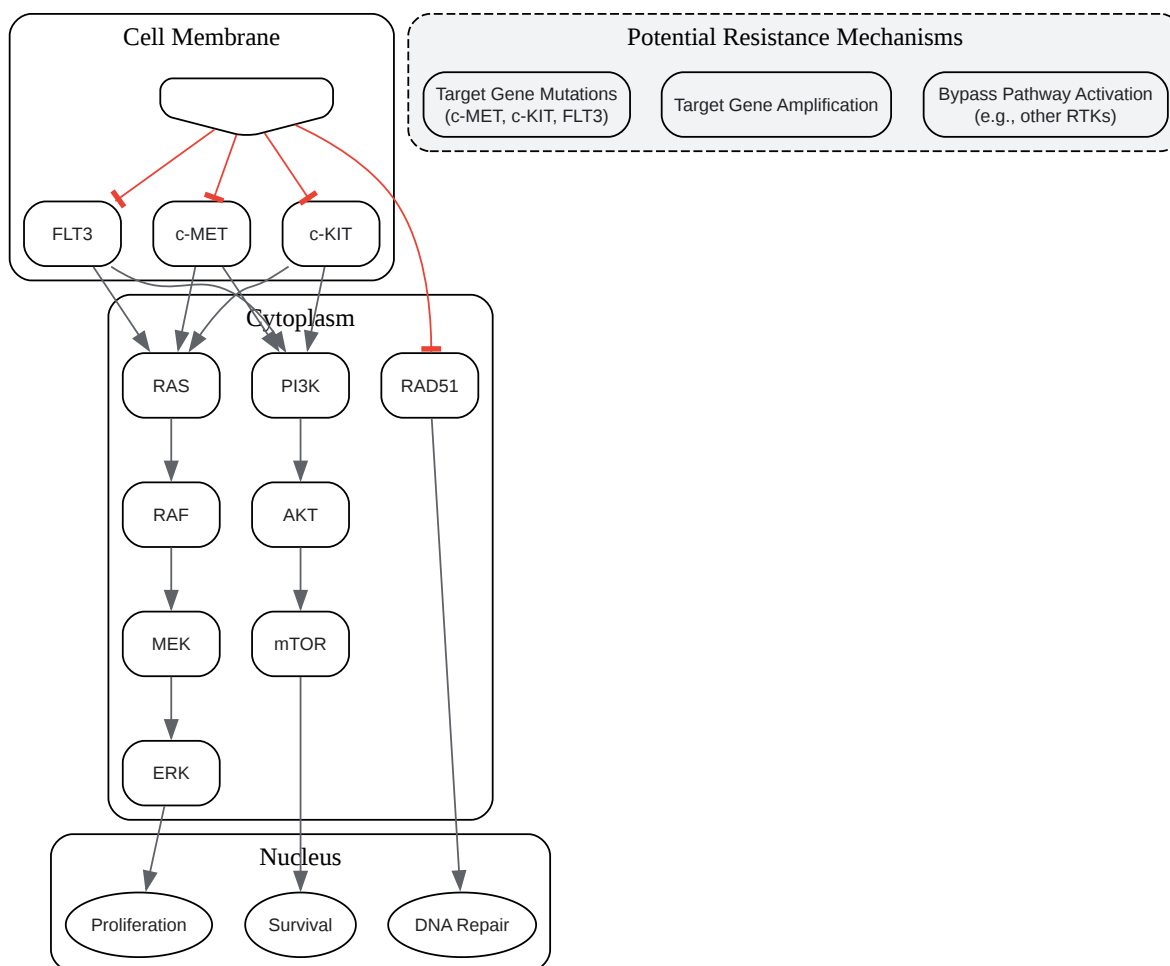 Cell Membrane
Potential Resistance Mechanisms
Target Gene Mutations
(c-MET, c-KIT, FLT3)
Target Gene Amplification
Bypass Pathway Activation
(e.g., other RTKs)
FLT3
c-MET
c-KIT
Cytoplasm
RAS
PI3K
RAD51
RAF
AKT
MEK
mTOR
ERK
Nucleus
Proliferation
Survival
DNA Repair